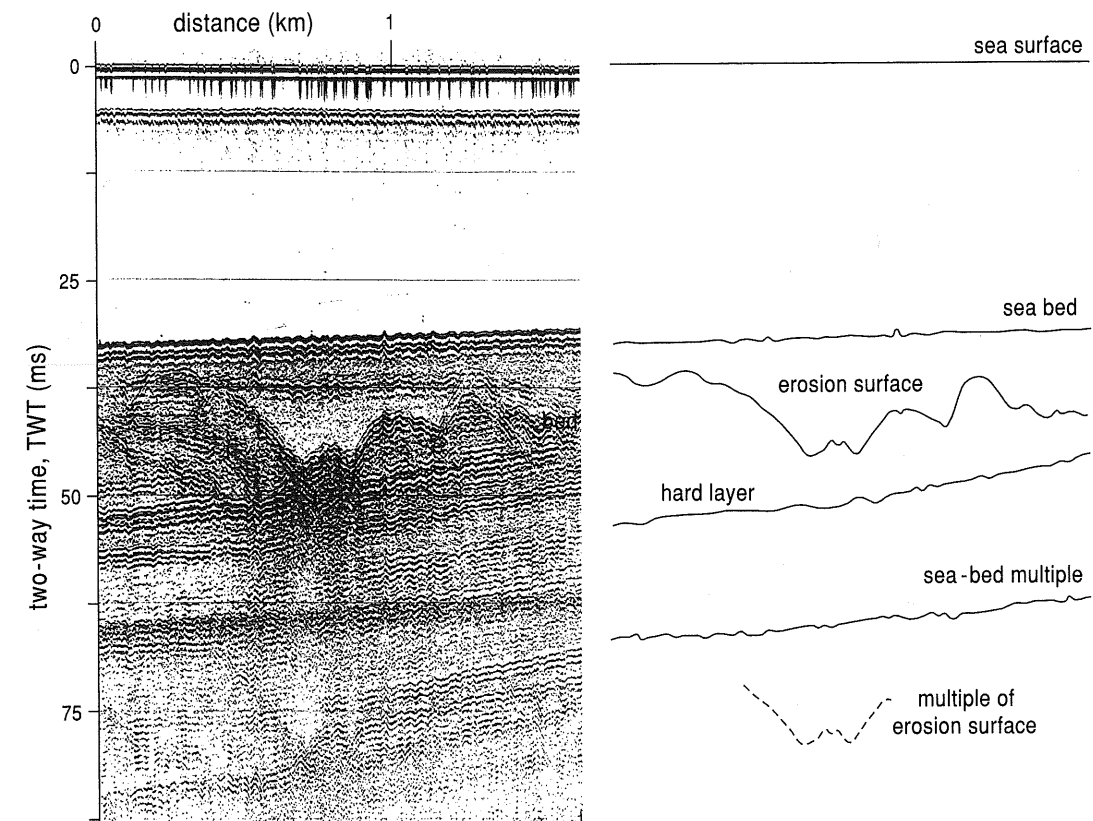 0 distance (km) 1
0
25
50
75
two-way time, TWT (ms)
bed
sea surface
sea bed
erosion surface
hard layer
sea-bed multiple
multiple of
erosion surface